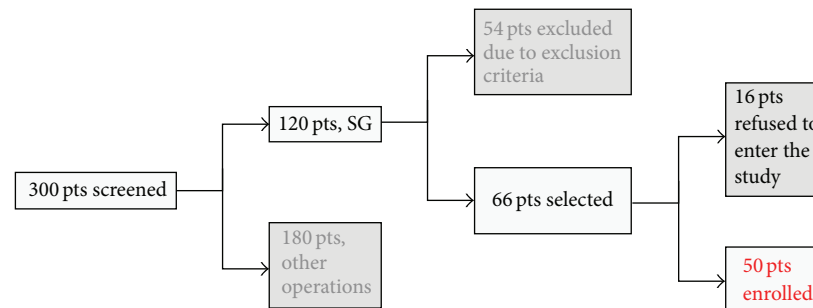 300 pts screened
120 pts, SG
180 pts,
other
operations
54 pts excluded
due to exclusion
criteria
66 pts selected
16 pts
refused to
enter the
study
50 pts
enrolled